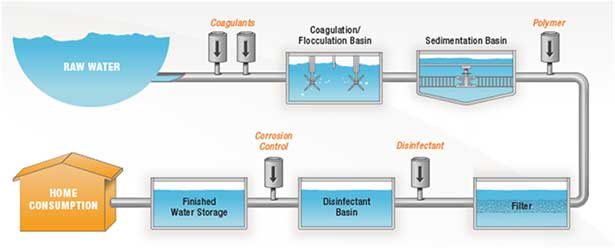 Coagulants
Coagulation/
Flocculation Basin
Sedimentation Basin
Polymer
RAW WATER
Corrosion
Control
Disinfectant
HOME
CONSUMPTION
Finished
Water Storage
Disinfectant
Basin
Filter